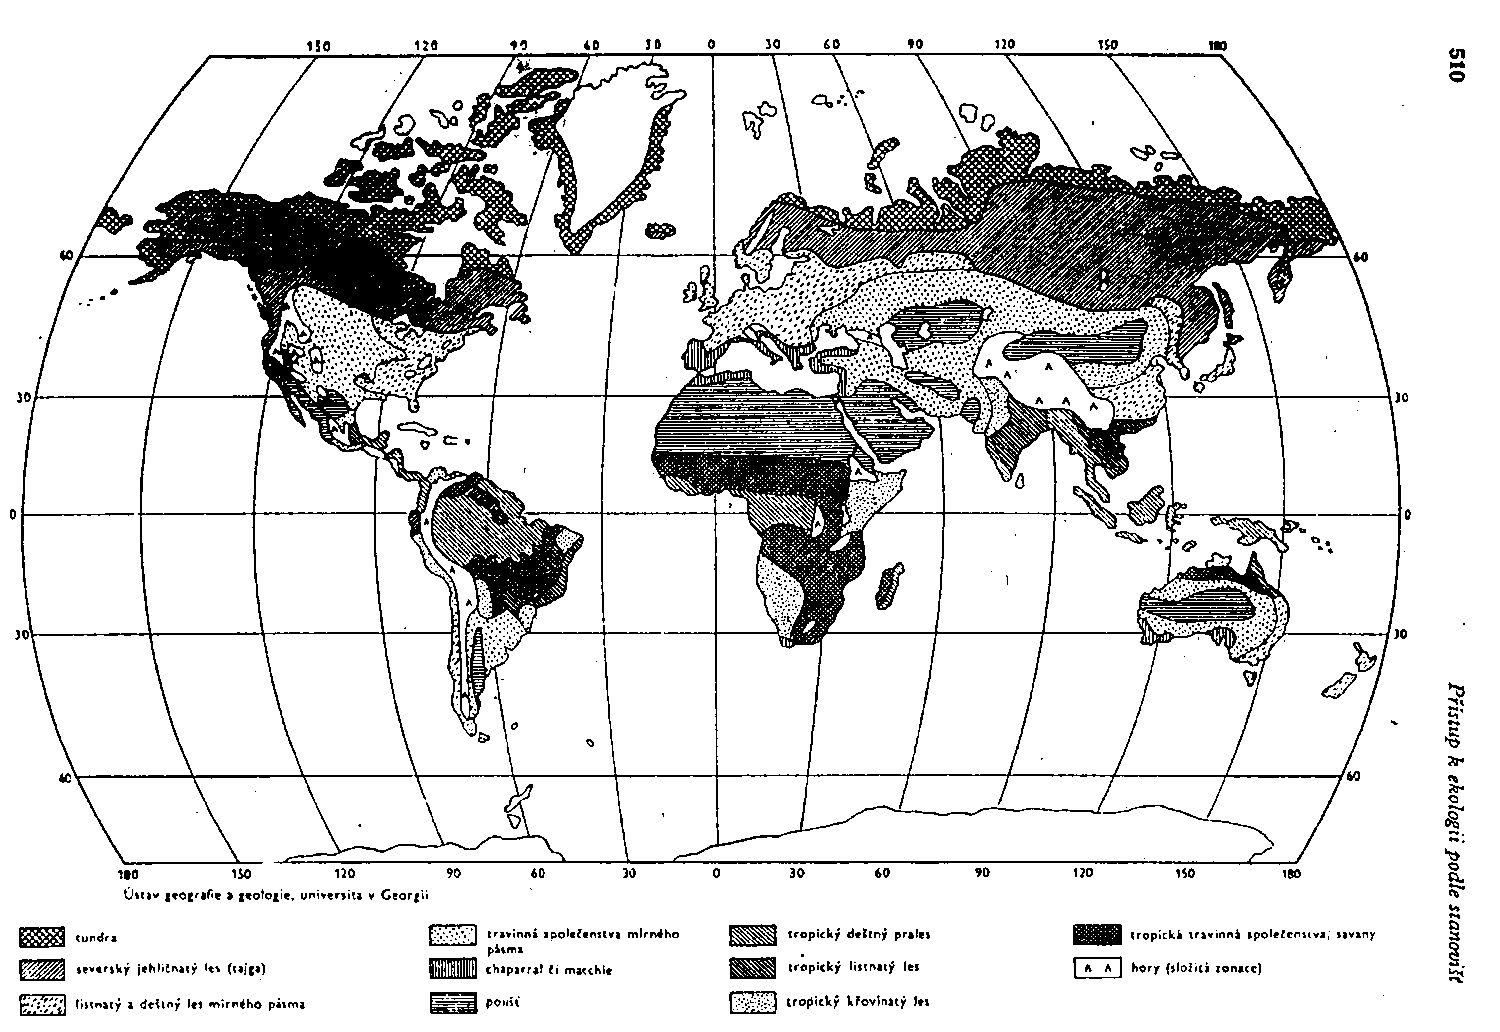 150 120 90 60 30 0 30 60 90 120 150 180
510
60 60
30 30
0 0
30 30
60 60
180 150 120 90 60 30 0 30 60 90 120 150 180
Ústav geografie a geologie, universita v Georgii
tundra
severský jehličnatý les (tajga)
listnatý a deštný les mírného pásma
travinná společenstva mírného
pásma
chaparral či macchie
poušť
tropický deštný prales
tropický listnatý les
tropický křovinatý les
tropická travinná společenstva, savany
A A hory (složitá zonace)
Přístup k ekologii podle stanovišť